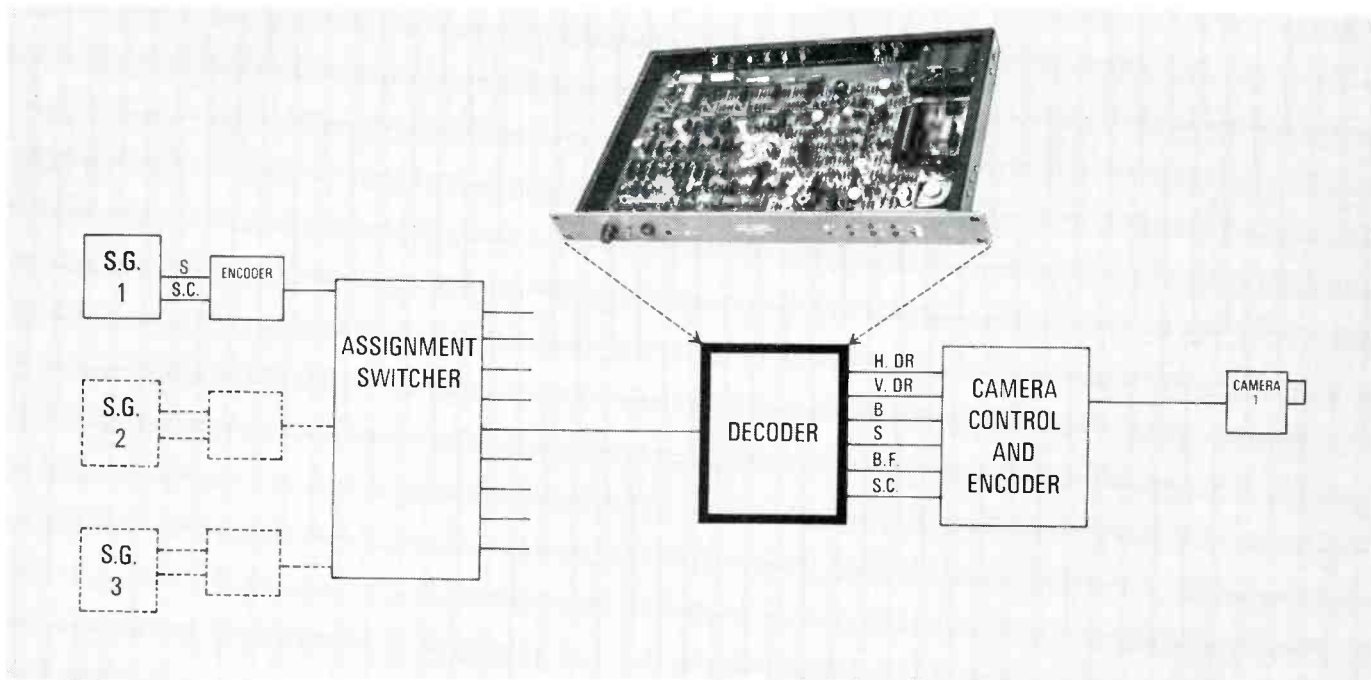 S.G.
1
S
S.C.
ENCODER
ASSIGNMENT
SWITCHER
S.G.
2
S.G.
3
DECODER
H. DR
V. DR
B
S
B.F.
S.C.
CAMERA
CONTROL
AND
ENCODER
CAMERA
1